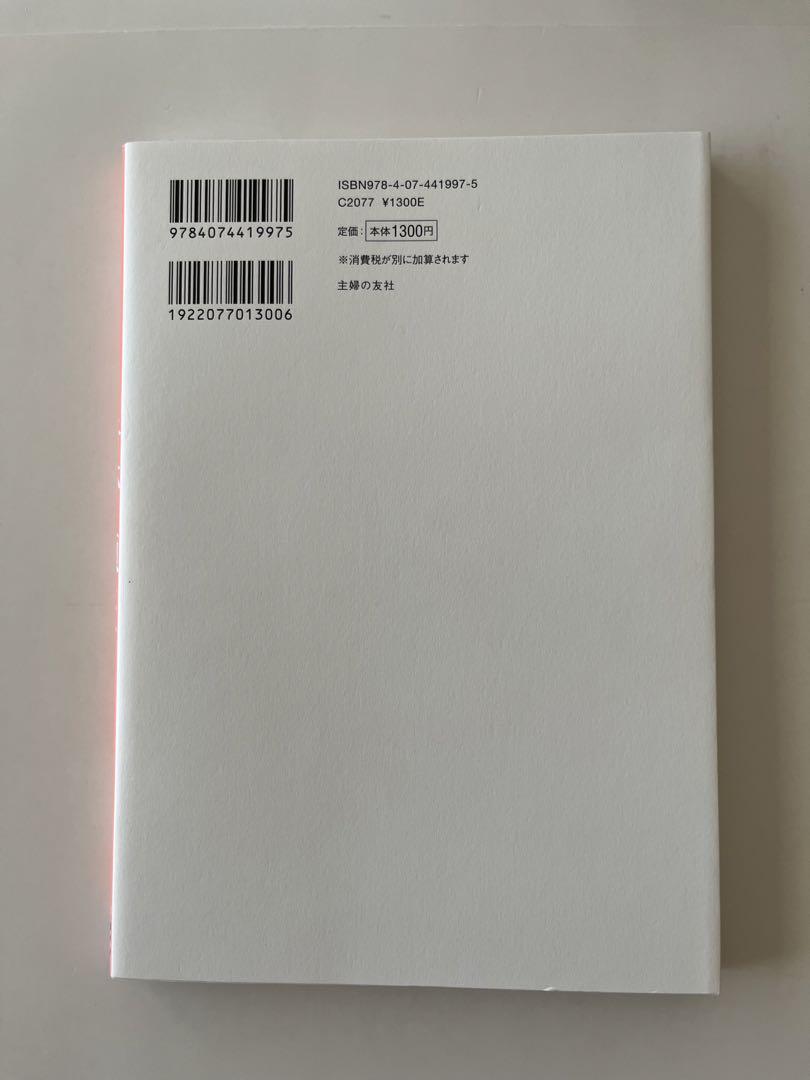 ISBN978-4-07-441997-5
C2077 ¥1300E
9784074419975
定価: 本体1300円
※消費税が別に加算されます
主婦の友社
1922077013006